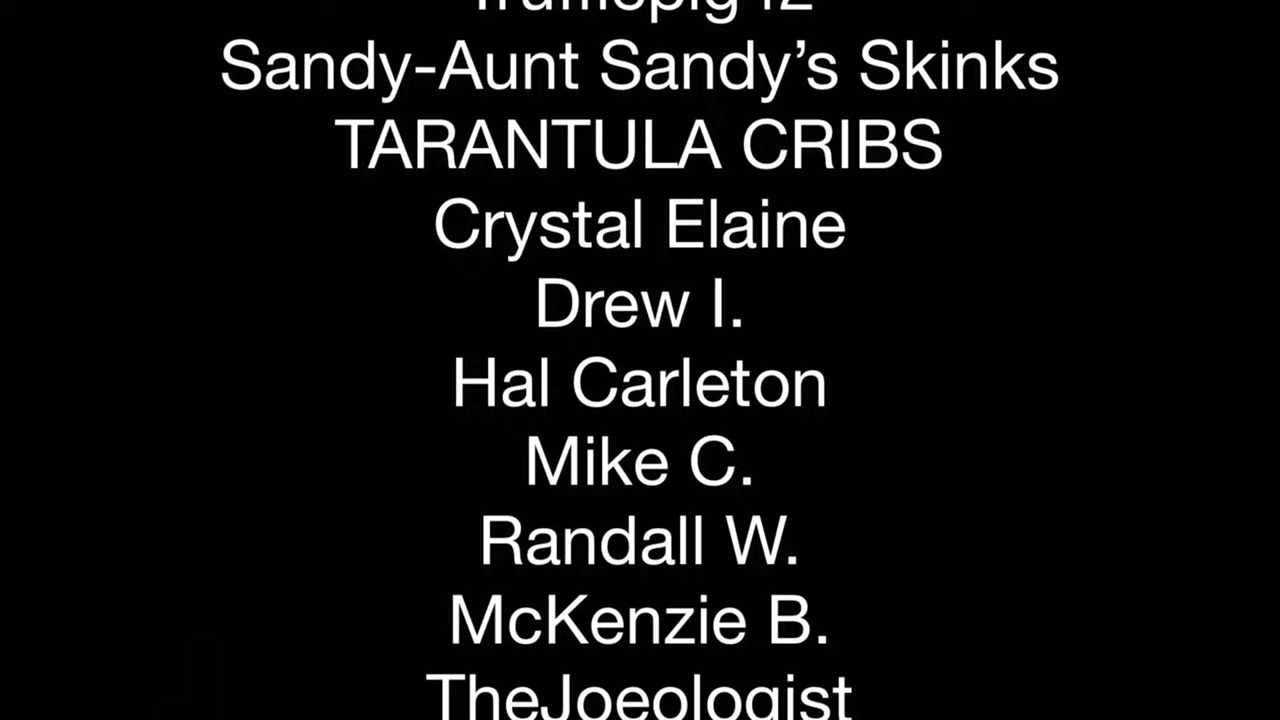 Sandy-Aunt Sandy’s Skinks
TARANTULA CRIBS
Crystal Elaine
Drew I.
Hal Carleton
Mike C.
Randall W.
McKenzie B.
TheJoeologist